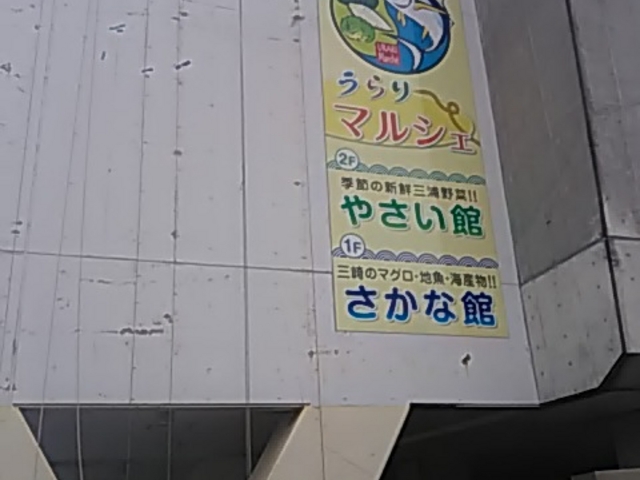 URARI
Marché
うらり
マルシェ
2F
季節の新鮮三浦野菜!!
やさい館
1F
三崎のマグロ・地魚・海産物!!
さかな館